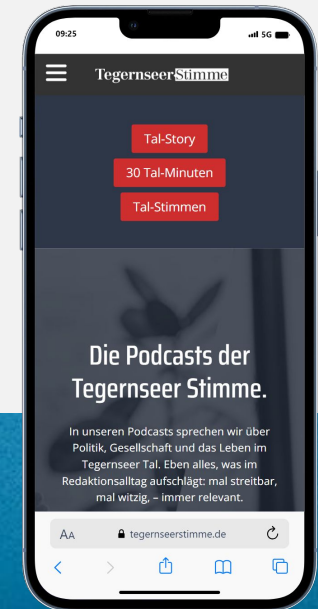 09:25 5G
TegernseerStimme
Tal-Story
30 Tal-Minuten
Tal-Stimmen
Die Podcasts der
Tegernseer Stimme.
In unseren Podcasts sprechen wir über
Politik, Gesellschaft und das Leben im
Tegernseer Tal. Eben alles, was im
Redaktionsalltag aufschlägt: mal streitbar,
mal witzig, – immer relevant.
AA tegernseerstimme.de